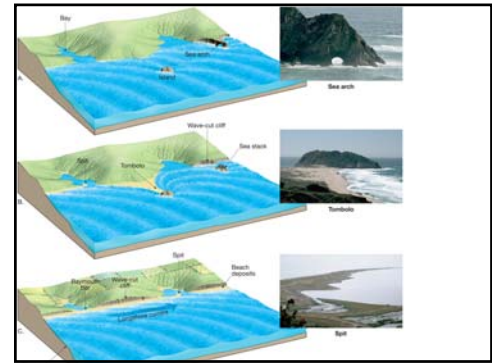 Bay
Sea arch
Island
A.
Sea arch
Wave-cut cliff
Sea stack
Spit
Tombolo
B.
Tombolo
Spit
Beach
deposits
Baymouth
bar
Wave-cut
cliff
Longshore current
C.
Spit